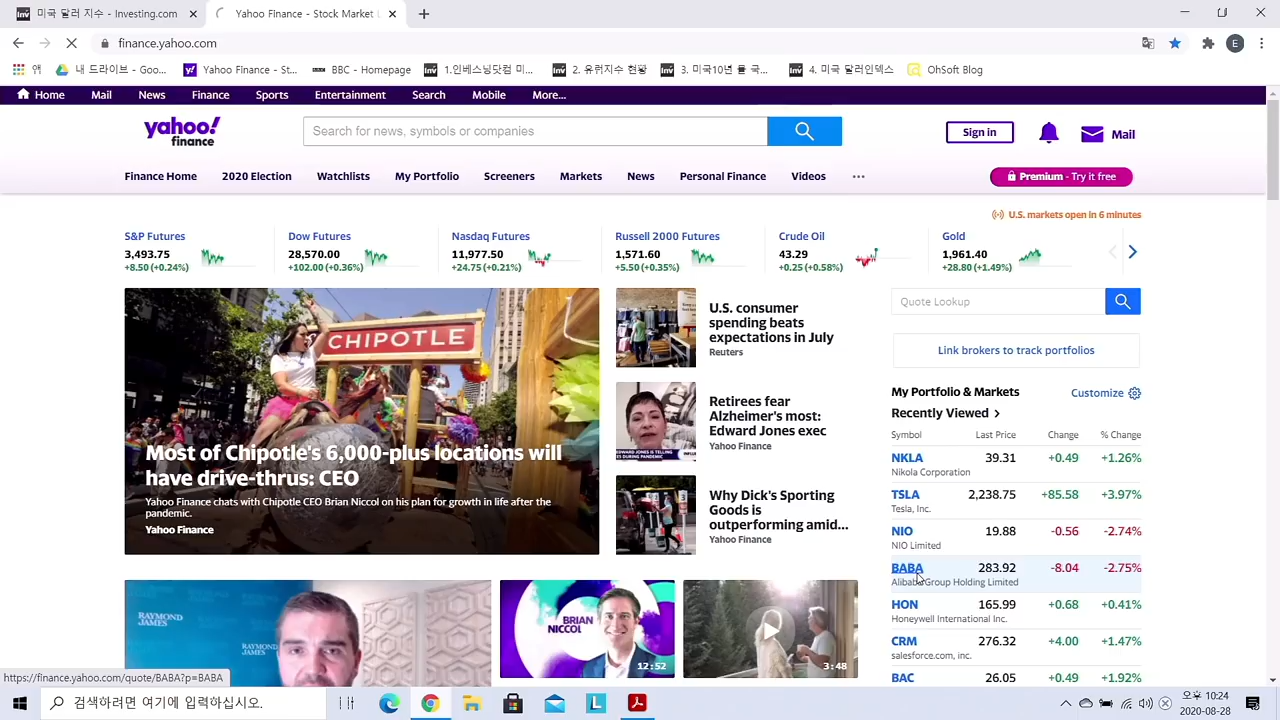 미국 달러 지수 - Investing.com
Yahoo Finance - Stock Market
finance.yahoo.com
E
앱
내 드라이브 - Goo...
Yahoo Finance - St...
BBC - Homepage
1.인베스팅닷컴 미...
2. 유튜지수 현황
3. 미국10년 률 국...
4. 미국 달러인덱스
OhSoft Blog
Home
Mail
News
Finance
Sports
Entertainment
Search
Mobile
More...
yahoo!
finance
Search for news, symbols or companies
Sign in
Mail
Finance Home
2020 Election
Watchlists
My Portfolio
Screeners
Markets
News
Personal Finance
Videos
Premium - Try it free
U.S. markets open in 6 minutes
S&P Futures
3,493.75
+8.50 (+0.24%)
Dow Futures
28,570.00
+102.00 (+0.36%)
Nasdaq Futures
11,977.50
+24.75 (+0.21%)
Russell 2000 Futures
1,571.60
+5.50 (+0.35%)
Crude Oil
43.29
+0.25 (+0.58%)
Gold
1,961.40
+28.80 (+1.49%)
CHIPOTLE
Most of Chipotle's 6,000-plus locations will
have drive-thrus: CEO
Yahoo Finance chats with Chipotle CEO Brian Niccol on his plan for growth in life after the
pandemic.
Yahoo Finance
U.S. consumer
spending beats
expectations in July
Reuters
Retirees fear
Alzheimer's most:
Edward Jones exec
Yahoo Finance
Why Dick's Sporting
Goods is
outperforming amid...
Yahoo Finance
Quote Lookup
Link brokers to track portfolios
My Portfolio & Markets
Customize
Recently Viewed
Symbol Last Price Change % Change
NKLA 39.31 +0.49 +1.26%
Nikola Corporation
TSLA 2,238.75 +85.58 +3.97%
Tesla, Inc.
NIO 19.88 -0.56 -2.74%
NIO Limited
BABA 283.92 -8.04 -2.75%
Alibaba Group Holding Limited
HON 165.99 +0.68 +0.41%
Honeywell International Inc.
CRM 276.32 +4.00 +1.47%
salesforce.com, inc.
BAC 26.05 +0.49 +1.92%
RAYMOND
JAMES
RAYMOND
JAMES
BRIAN
NICCOL
12:52
3:48
https://finance.yahoo.com/quote/BABA?p=BABA
검색하려면 여기에 입력하십시오.
오후 10:24
2020-08-28